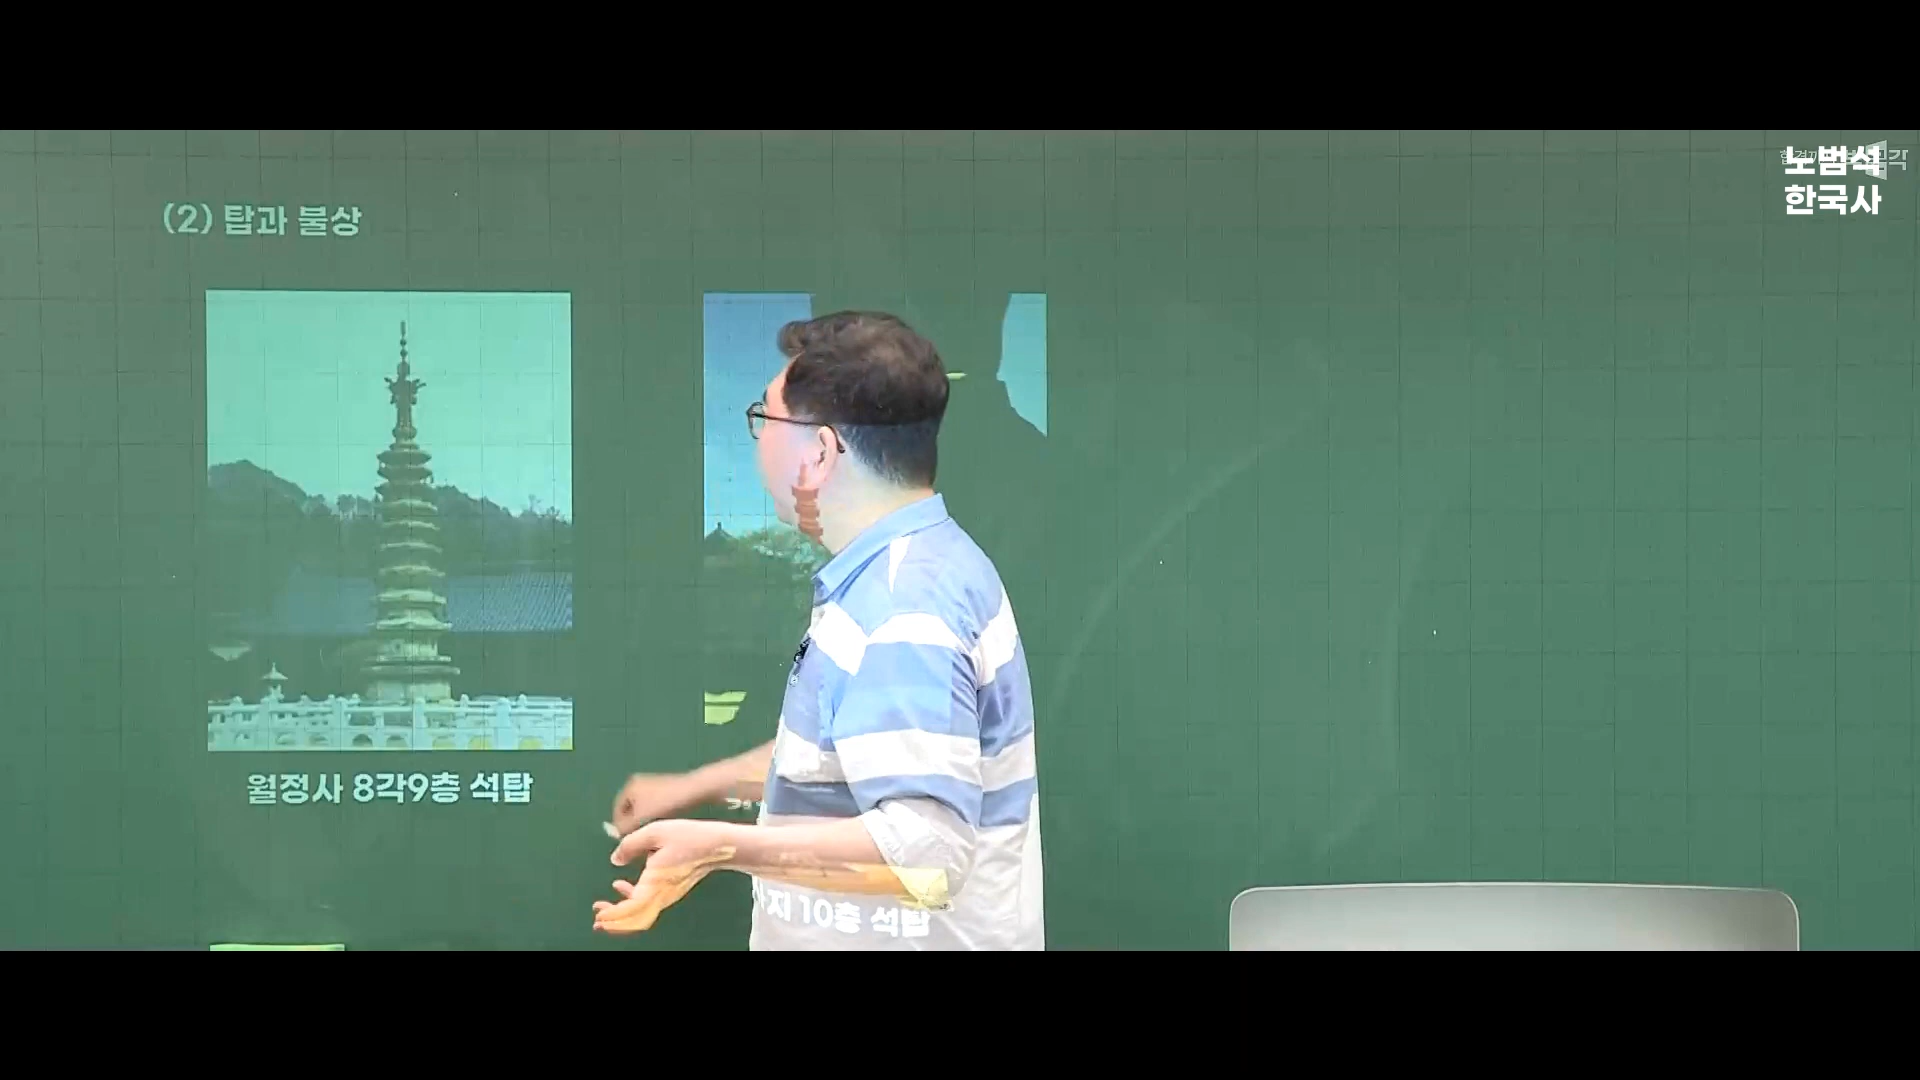 (2) 탑과 불상
노범석
한국사
월정사 8각9층 석탑
지 10층 석탑